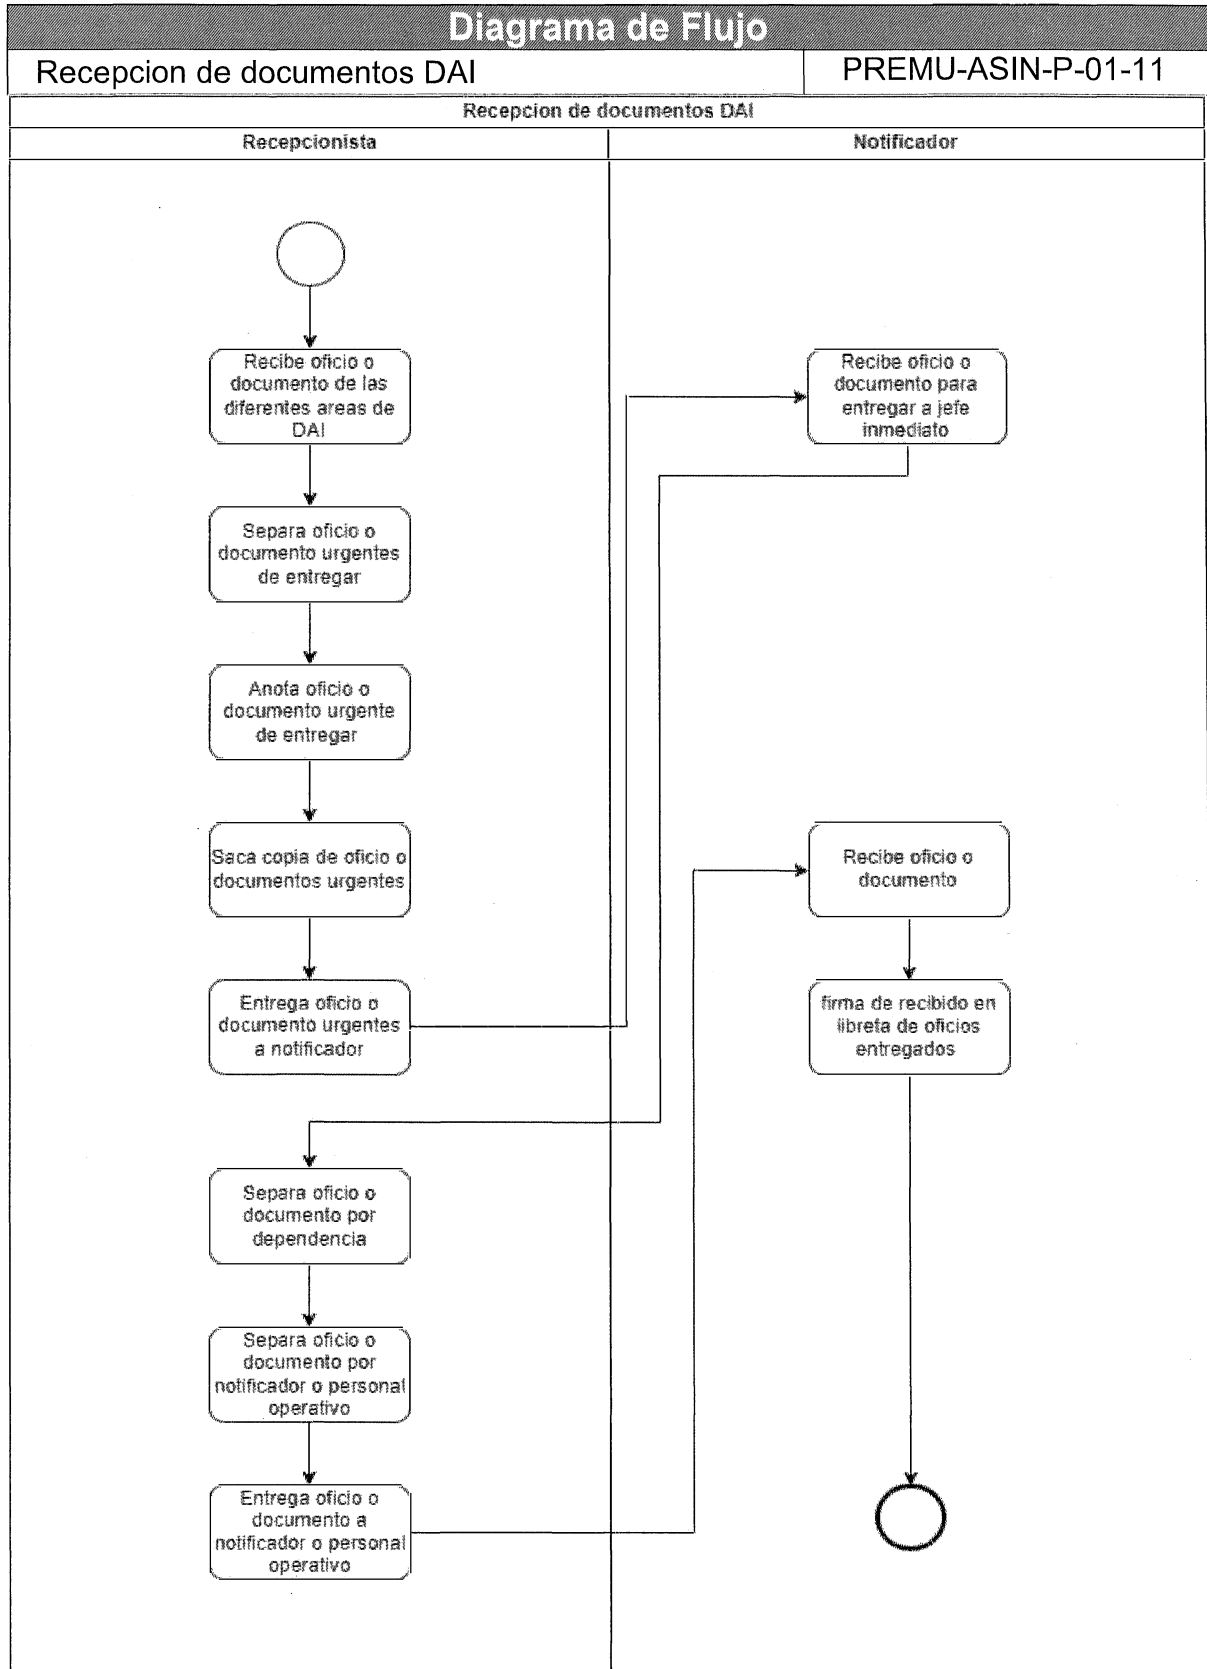 Diagrama de Flujo
Recepcion de documentos DAI
PREMU-ASIN-P-01-11
Recepcion de documentos DAI
Recepcionista
Notificador
Recibe oficio o
documento de las
diferentes areas de
DAI
Recibe oficio o
documento para
entregar a jefe
inmediato
Separa oficio o
documento urgentes
de entregar
Anota oficio o
documento urgente
de entregar
Saca copia de oficio o
documentos urgentes
Recibe oficio o
documento
Entrega oficio o
documento urgentes
a notificador
firma de recibido en
libreta de oficios
entregados
Separa oficio o
documento por
dependencia
Separa oficio o
documento por
notificador o personal
operativo
Entrega oficio o
documento a
notificador o personal
operativo